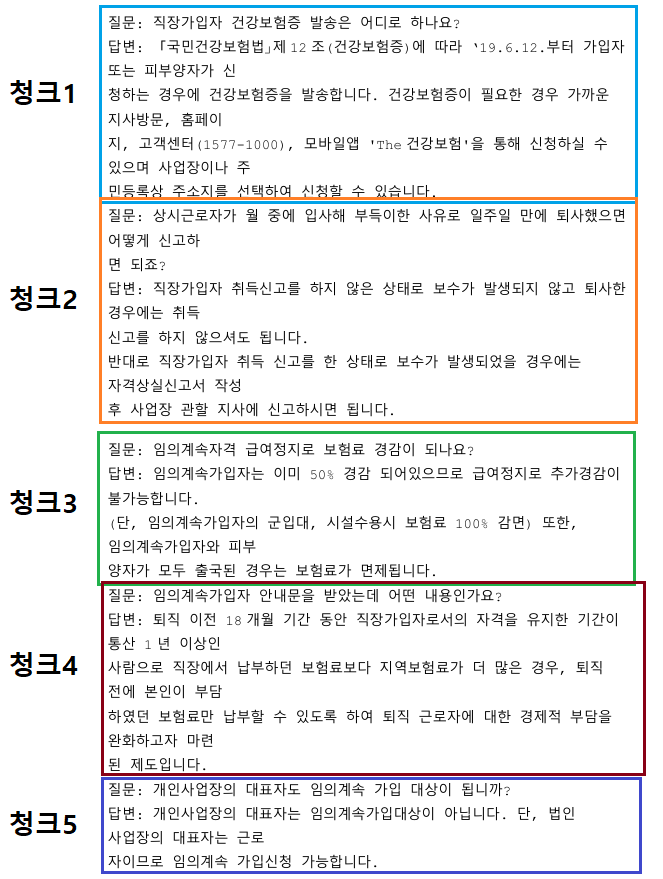 청크1
질문: 직장가입자 건강보험증 발송은 어디로 하나요?
답변: 「국민건강보험법」제 12 조(건강보험증)에 따라 ‘19.6.12.부터 가입자
또는 피부양자가 신
청하는 경우에 건강보험증을 발송합니다. 건강보험증이 필요한 경우 가까운
지사방문, 홈페이
지, 고객센터(1577-1000), 모바일앱 'The 건강보험'을 통해 신청하실 수
있으며 사업장이나 주
민등록상 주소지를 선택하여 신청할 수 있습니다.
청크2
질문: 상시근로자가 월 중에 입사해 부득이한 사유로 일주일 만에 퇴사했으면
어떻게 신고하
면 되죠?
답변: 직장가입자 취득신고를 하지 않은 상태로 보수가 발생되지 않고 퇴사한
경우에는 취득
신고를 하지 않으셔도 됩니다.
반대로 직장가입자 취득 신고를 한 상태로 보수가 발생되었을 경우에는
자격상실신고서 작성
후 사업장 관할 지사에 신고하시면 됩니다.
청크3
질문: 임의계속자격 급여정지로 보험료 경감이 되나요?
답변: 임의계속가입자는 이미 50% 경감 되어있으므로 급여정지로 추가경감이
불가능합니다.
(단, 임의계속가입자의 군입대, 시설수용시 보험료 100% 감면) 또한,
임의계속가입자와 피부
양자가 모두 출국된 경우는 보험료가 면제됩니다.
청크4
질문: 임의계속가입자 안내문을 받았는데 어떤 내용인가요?
답변: 퇴직 이전 18 개월 기간 동안 직장가입자로서의 자격을 유지한 기간이
통산 1 년 이상인
사람으로 직장에서 납부하던 보험료보다 지역보험료가 더 많은 경우, 퇴직
전에 본인이 부담
하였던 보험료만 납부할 수 있도록 하여 퇴직 근로자에 대한 경제적 부담을
완화하고자 마련
된 제도입니다.
청크5
질문: 개인사업장의 대표자도 임의계속 가입 대상이 됩니까?
답변: 개인사업장의 대표자는 임의계속가입대상이 아닙니다. 단, 법인
사업장의 대표자는 근로
자이므로 임의계속 가입신청 가능합니다.